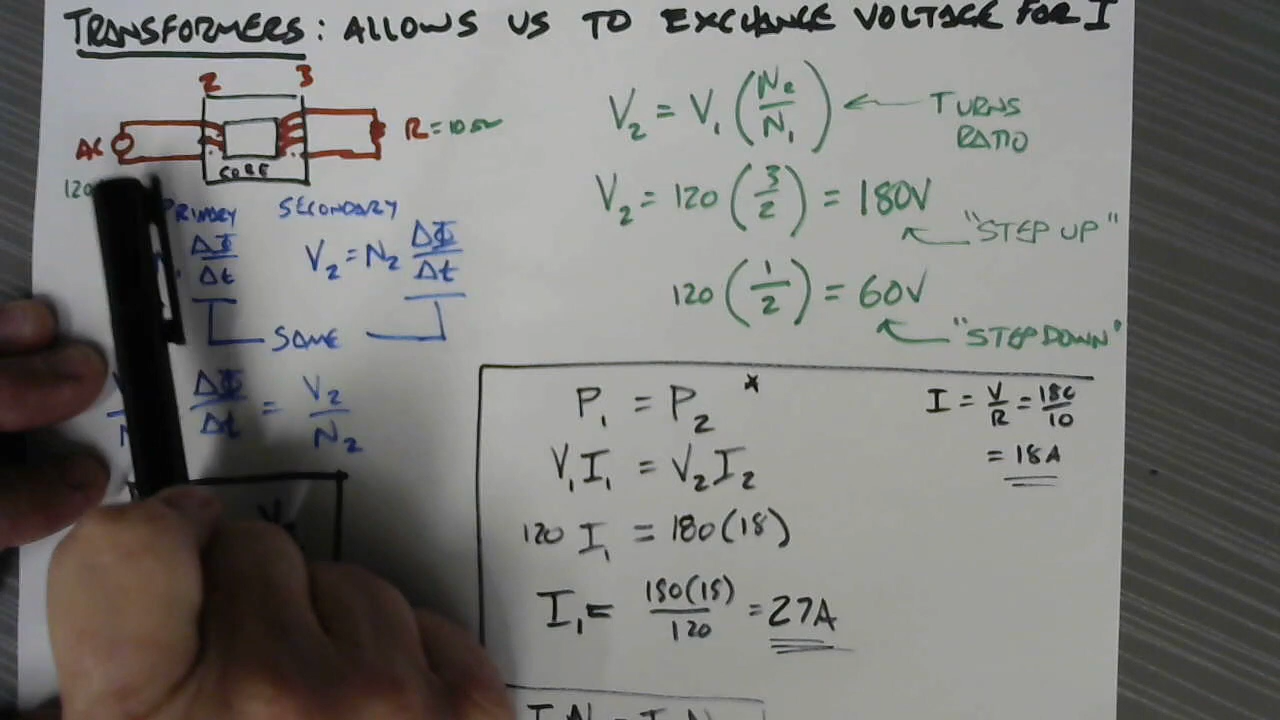 TRANSFORMERS: ALLOWS US TO EXCHANGE VOLTAGE FOR I
2 3
AC
R = 10Ω
CORE
120
PRIMARY SECONDARY
ΔΦ/Δt
V₂ = N₂ ΔΦ/Δt
SAME
ΔΦ/Δt = V₂/N₂
V₂ = V₁ (N₂/N₁) ← TURNS RATIO
V₂ = 120 (3/2) = 180V
"STEP UP"
120 (1/2) = 60V
"STEP DOWN"
P₁ = P₂ *
V₁I₁ = V₂I₂
120 I₁ = 180(18)
I₁ = 180(18)/120 = 27A
I = V/R = 180/10
= 18A